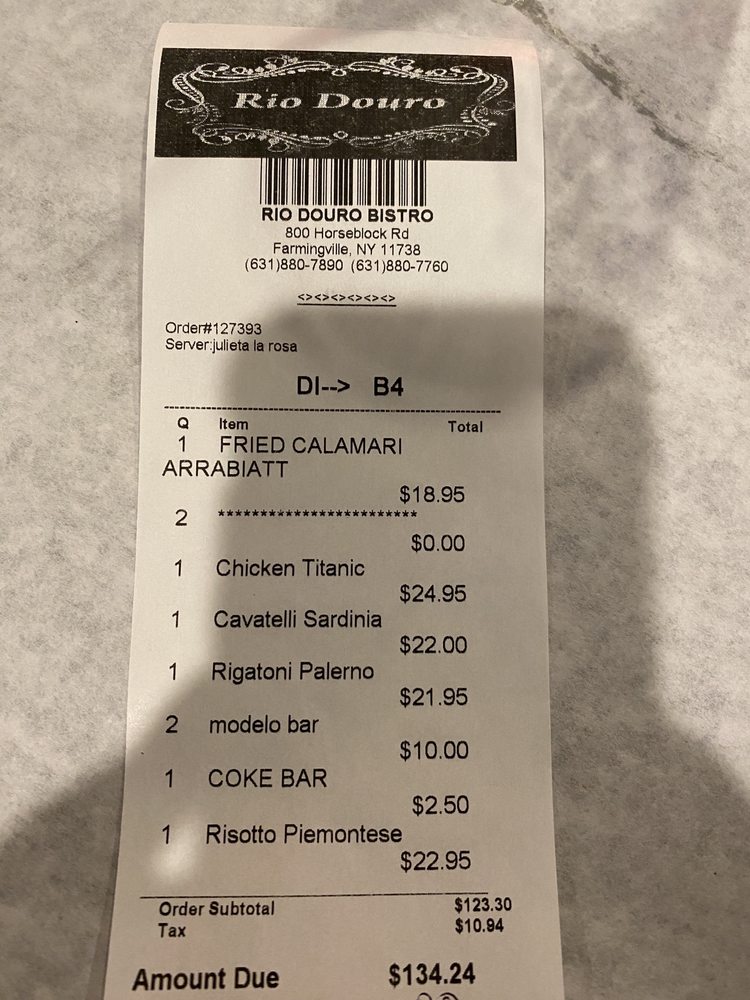 Rio Douro
RIO DOURO BISTRO
800 Horseblock Rd
Farmingville, NY 11738
(631)880-7890 (631)880-7760
<><><><><><>
Order#127393
Server:julieta la rosa
DI--> B4
Q Item Total
1 FRIED CALAMARI
ARRABIATT
$18.95
2 ************************
$0.00
1 Chicken Titanic
$24.95
1 Cavatelli Sardinia
$22.00
1 Rigatoni Palerno
$21.95
2 modelo bar
$10.00
1 COKE BAR
$2.50
1 Risotto Piemontese
$22.95
Order Subtotal $123.30
Tax $10.94
Amount Due $134.24